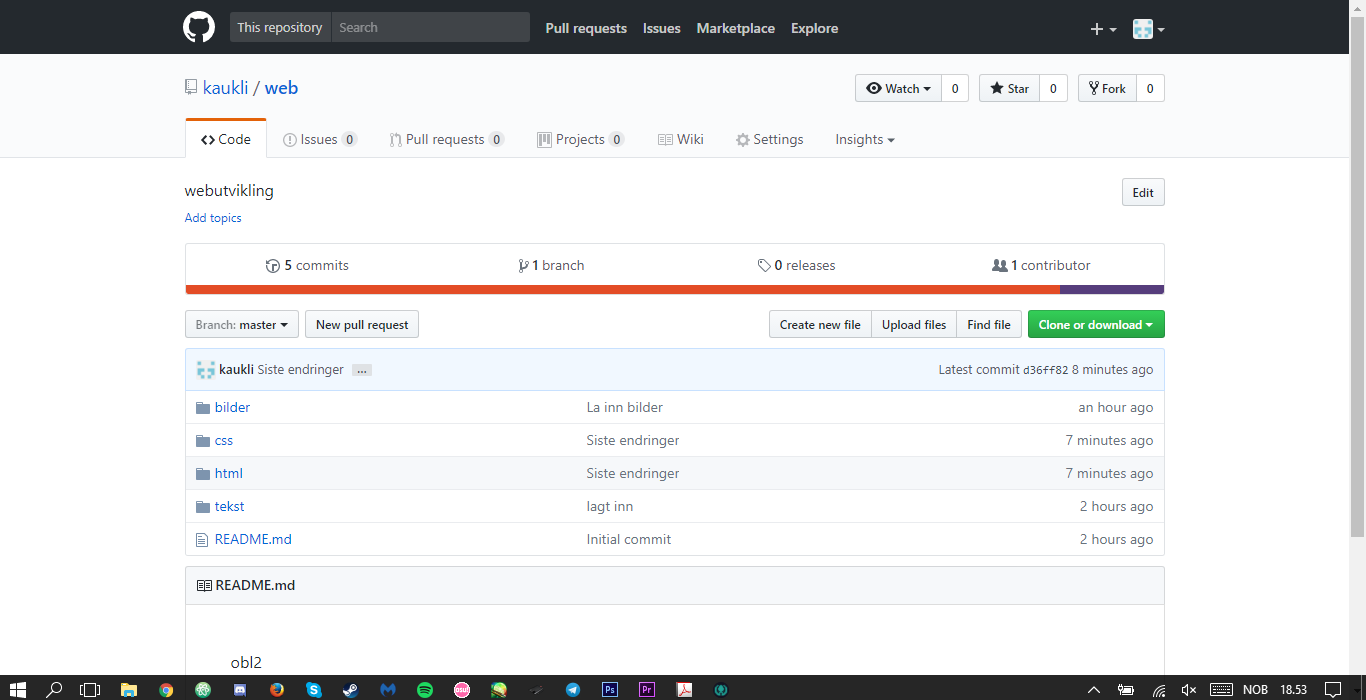 This repository Search Pull requests Issues Marketplace Explore
kaukli / web Watch 0 Star 0 Fork 0
Code Issues 0 Pull requests 0 Projects 0 Wiki Settings Insights
webutvikling Edit
Add topics
5 commits 1 branch 0 releases 1 contributor
Branch: master New pull request Create new file Upload files Find file Clone or download
kaukli Siste endringer ... Latest commit d36ff82 8 minutes ago
bilder La inn bilder an hour ago
css Siste endringer 7 minutes ago
html Siste endringer 7 minutes ago
tekst lagt inn 2 hours ago
README.md Initial commit 2 hours ago
README.md
obl2
osu! Ps Pr NOB 18.53